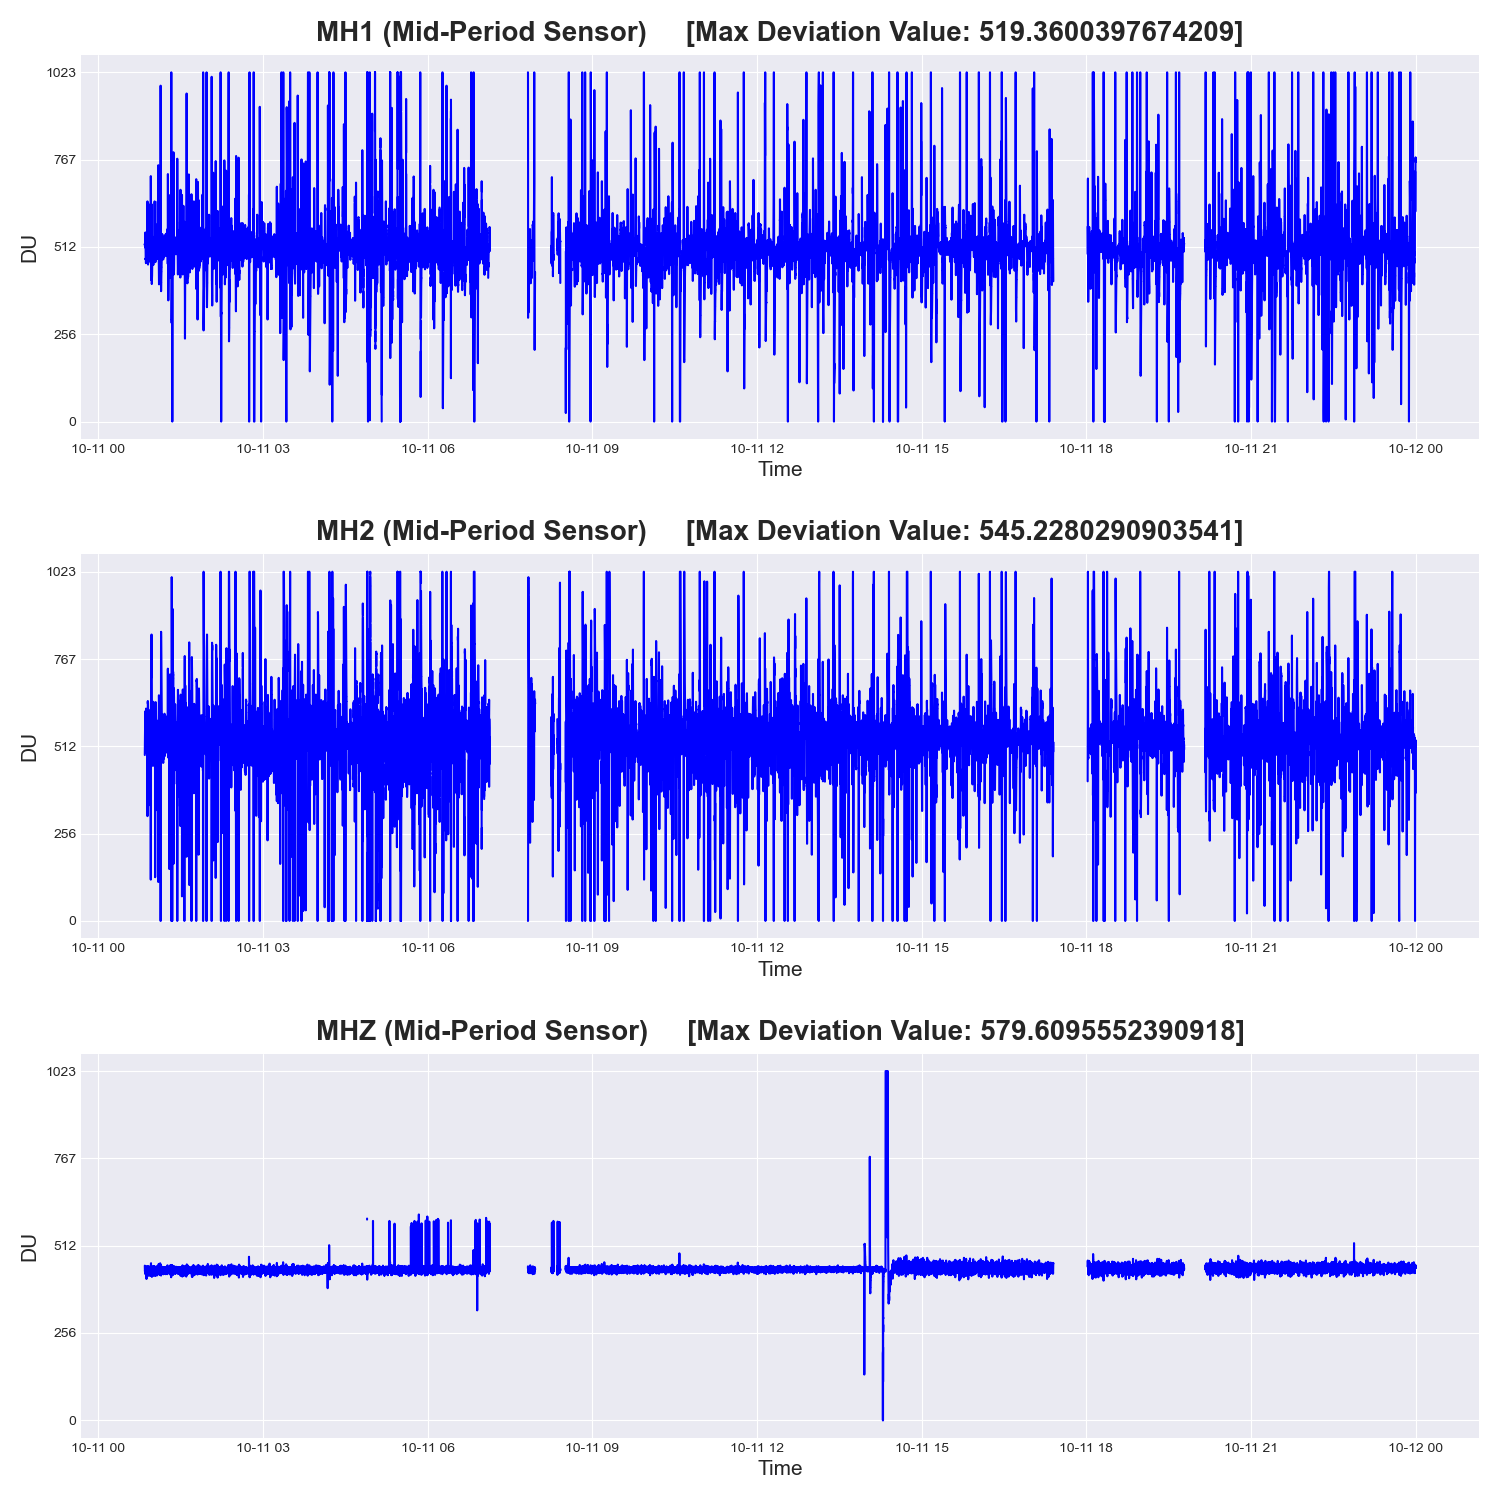 MH1 (Mid-Period Sensor) [Max Deviation Value: 519.3600397674209]
1023
767
512
256
0
DU
10-11 00 10-11 03 10-11 06 10-11 09 10-11 12 10-11 15 10-11 18 10-11 21 10-12 00
Time
MH2 (Mid-Period Sensor) [Max Deviation Value: 545.2280290903541]
1023
767
512
256
0
DU
10-11 00 10-11 03 10-11 06 10-11 09 10-11 12 10-11 15 10-11 18 10-11 21 10-12 00
Time
MHZ (Mid-Period Sensor) [Max Deviation Value: 579.6095552390918]
1023
767
512
256
0
DU
10-11 00 10-11 03 10-11 06 10-11 09 10-11 12 10-11 15 10-11 18 10-11 21 10-12 00
Time